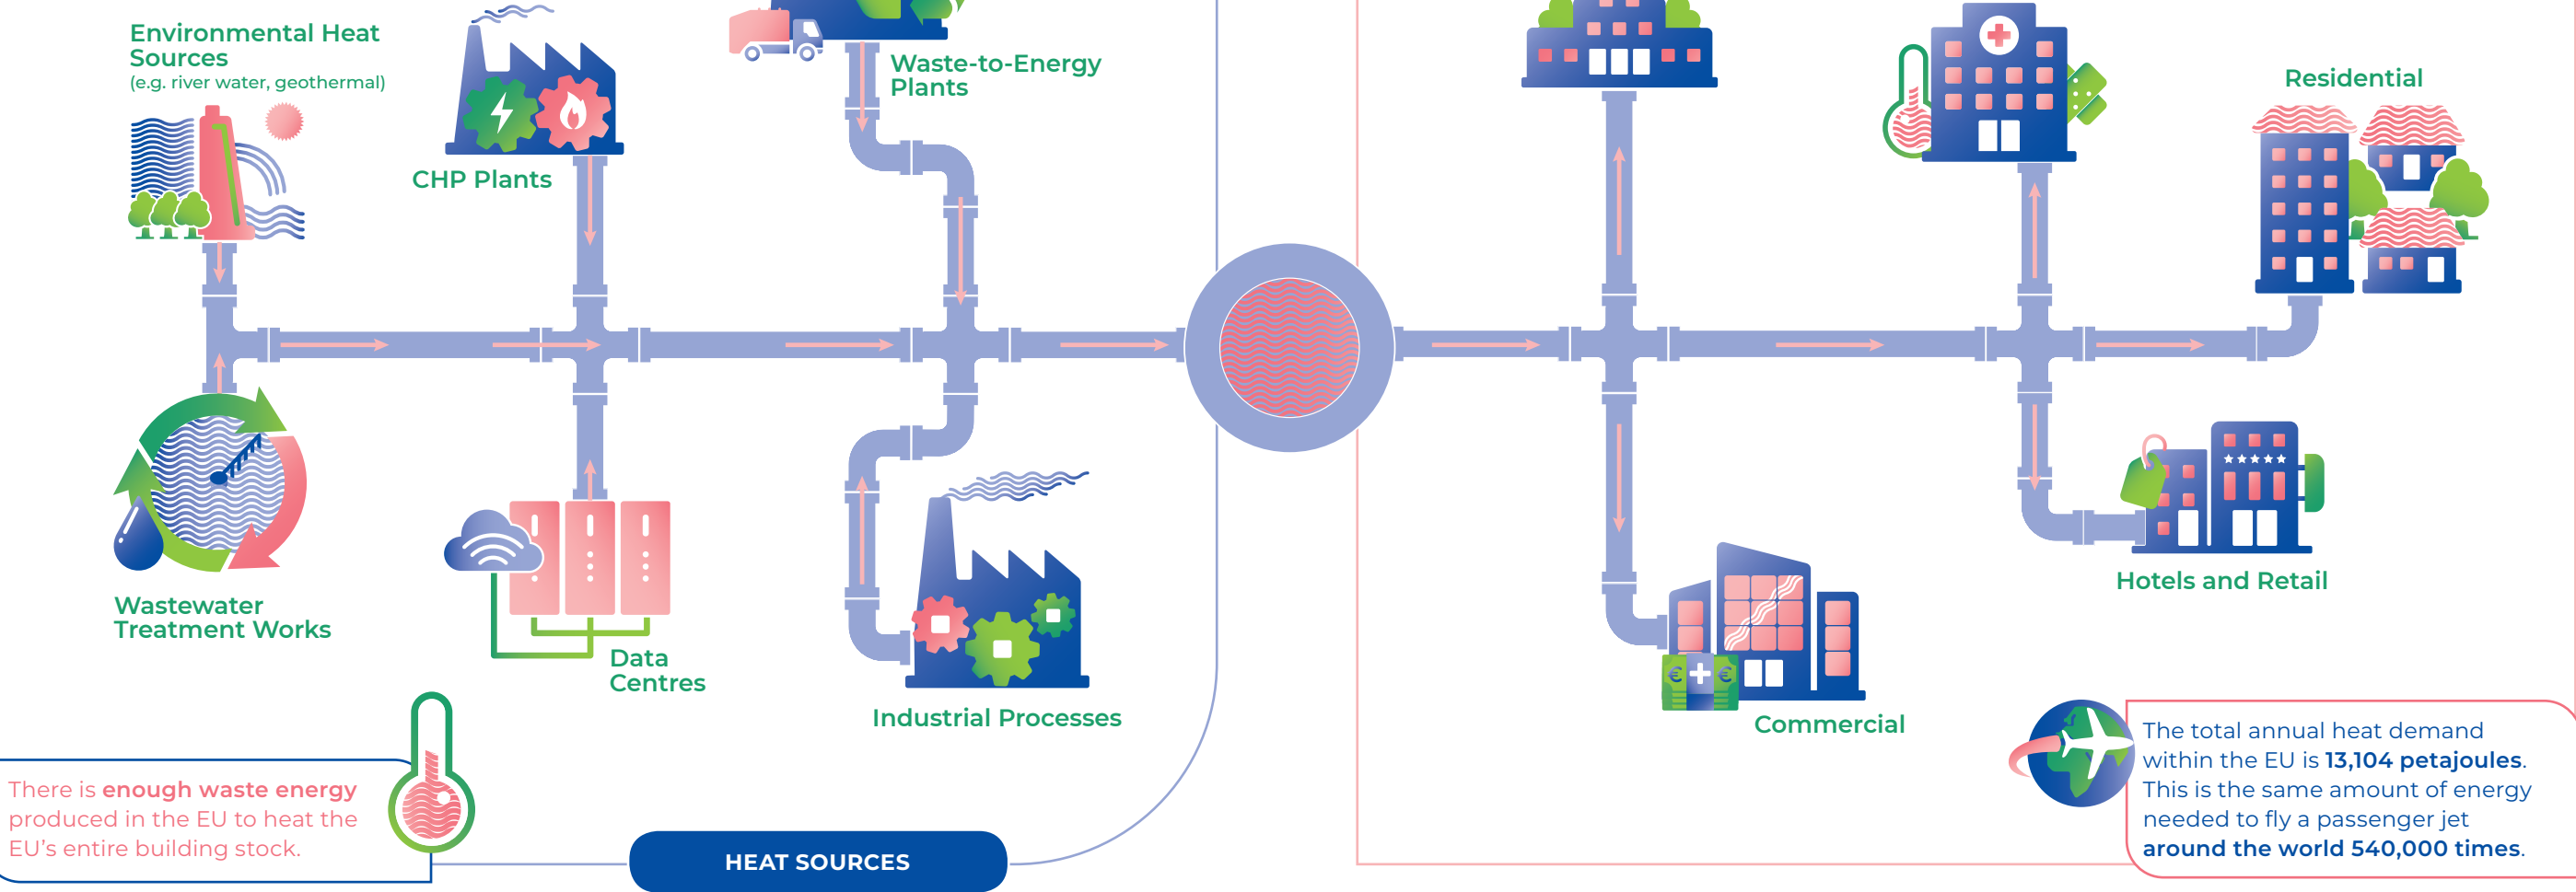 Environmental Heat
Sources
(e.g. river water, geothermal)
CHP Plants
Waste-to-Energy
Plants
Wastewater
Treatment Works
Data
Centres
Industrial Processes
There is enough waste energy
produced in the EU to heat the
EU's entire building stock.
HEAT SOURCES
Residential
Hotels and Retail
€ €
Commercial
The total annual heat demand
within the EU is 13,104 petajoules.
This is the same amount of energy
needed to fly a passenger jet
around the world 540,000 times.